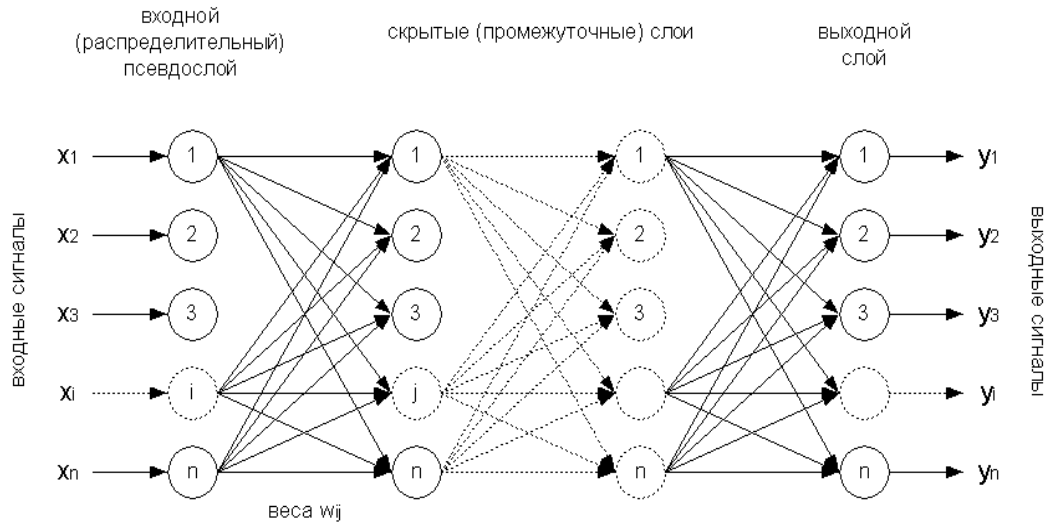 входной
(распределительный)
псевдослой
скрытые (промежуточные) слои
выходной
слой
входные сигналы
x1 1 1 1 1 y1
x2 2 2 2 2 y2
x3 3 3 3 3 y3
xi i j yi
xn n n n n yn
выходные сигналы
веса wij